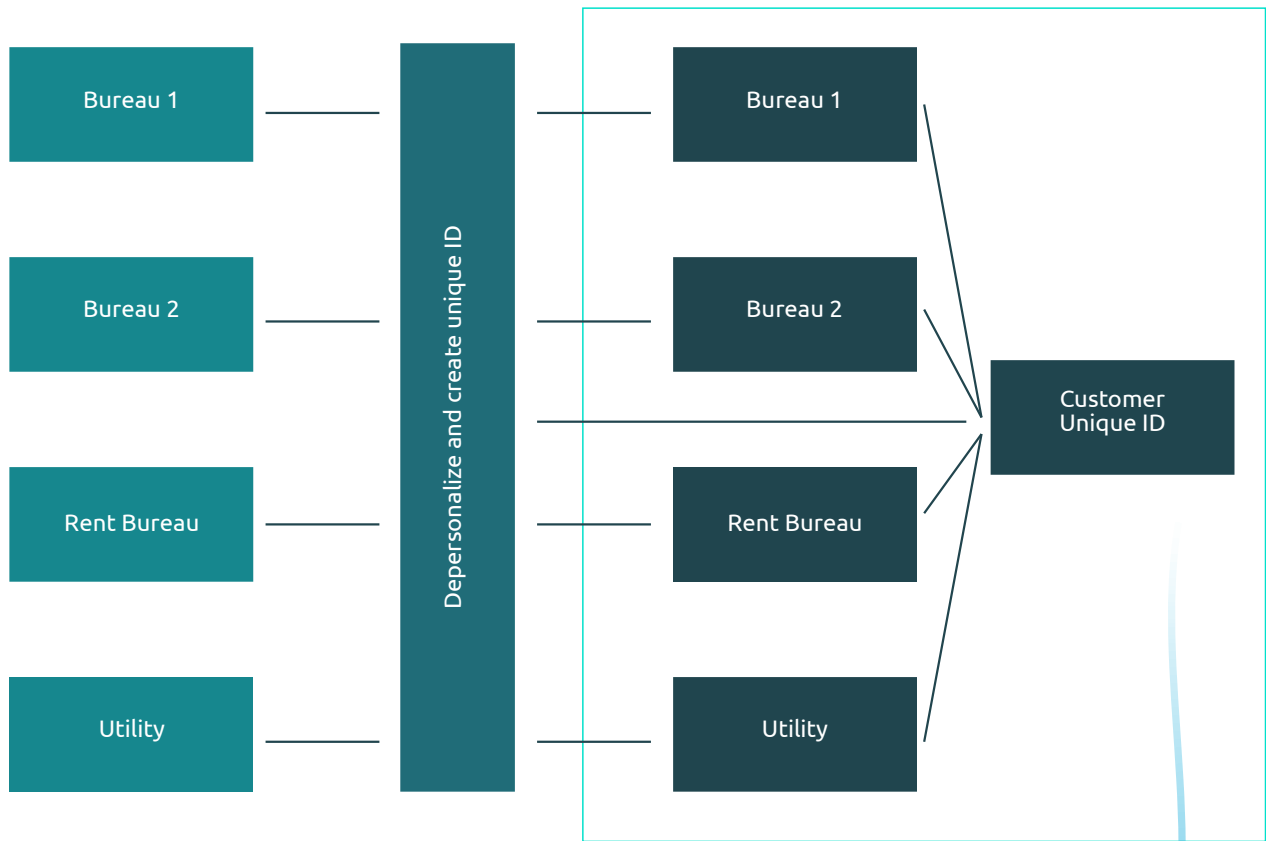 Bureau 1
Bureau 2
Rent Bureau
Utility
Depersonalize and create unique ID
Bureau 1
Bureau 2
Rent Bureau
Utility
Customer
Unique ID